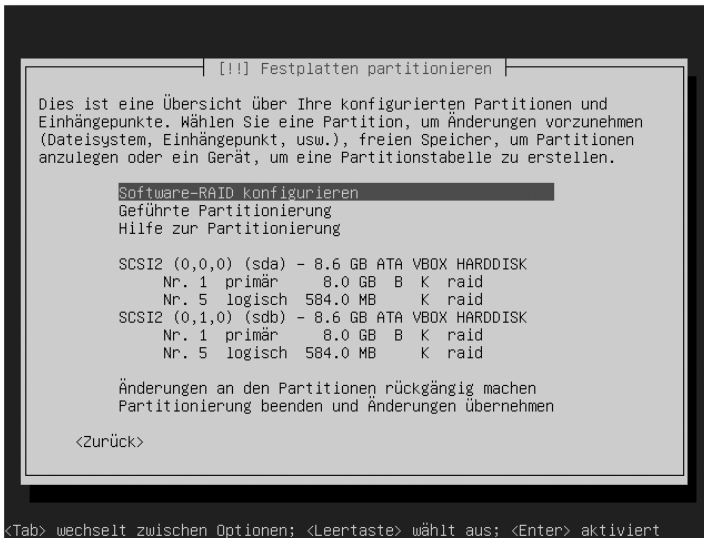 [!!] Festplatten partitionieren
Dies ist eine Übersicht über Ihre konfigurierten Partitionen und
Einhängepunkte. Wählen Sie eine Partition, um Änderungen vorzunehmen
(Dateisystem, Einhängepunkt, usw.), freien Speicher, um Partitionen
anzulegen oder ein Gerät, um eine Partitionstabelle zu erstellen.
Software-RAID konfigurieren
Geführte Partitionierung
Hilfe zur Partitionierung
SCSI2 (0,0,0) (sda) – 8.6 GB ATA VBOX HARDDISK
Nr. 1 primär 8.0 GB B K raid
Nr. 5 logisch 584.0 MB K raid
SCSI2 (0,1,0) (sdb) – 8.6 GB ATA VBOX HARDDISK
Nr. 1 primär 8.0 GB B K raid
Nr. 5 logisch 584.0 MB K raid
Änderungen an den Partitionen rückgängig machen
Partitionierung beenden und Änderungen übernehmen
<Zurück>
<Tab> wechselt zwischen Optionen; <Leertaste> wählt aus; <Enter> aktiviert